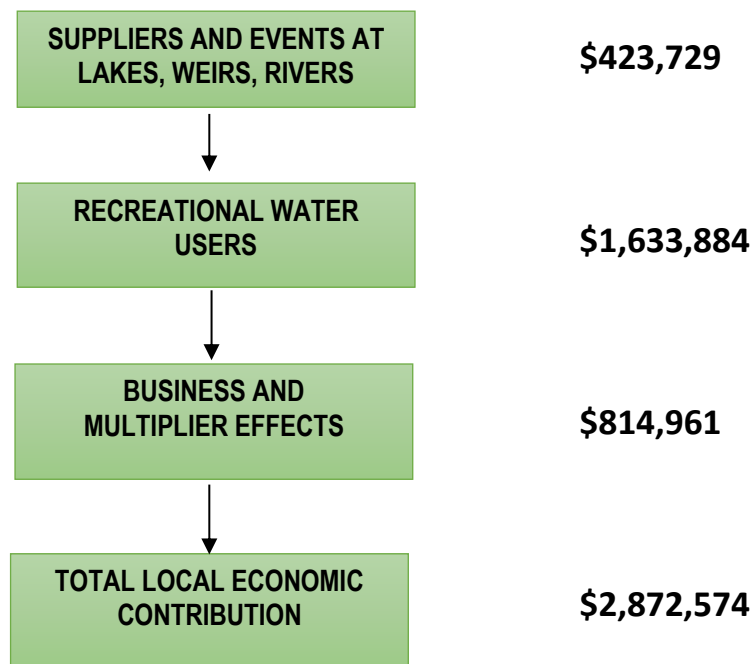 SUPPLIERS AND EVENTS AT
LAKES, WEIRS, RIVERS
$423,729
RECREATIONAL WATER
USERS
$1,633,884
BUSINESS AND
MULTIPLIER EFFECTS
$814,961
TOTAL LOCAL ECONOMIC
CONTRIBUTION
$2,872,574